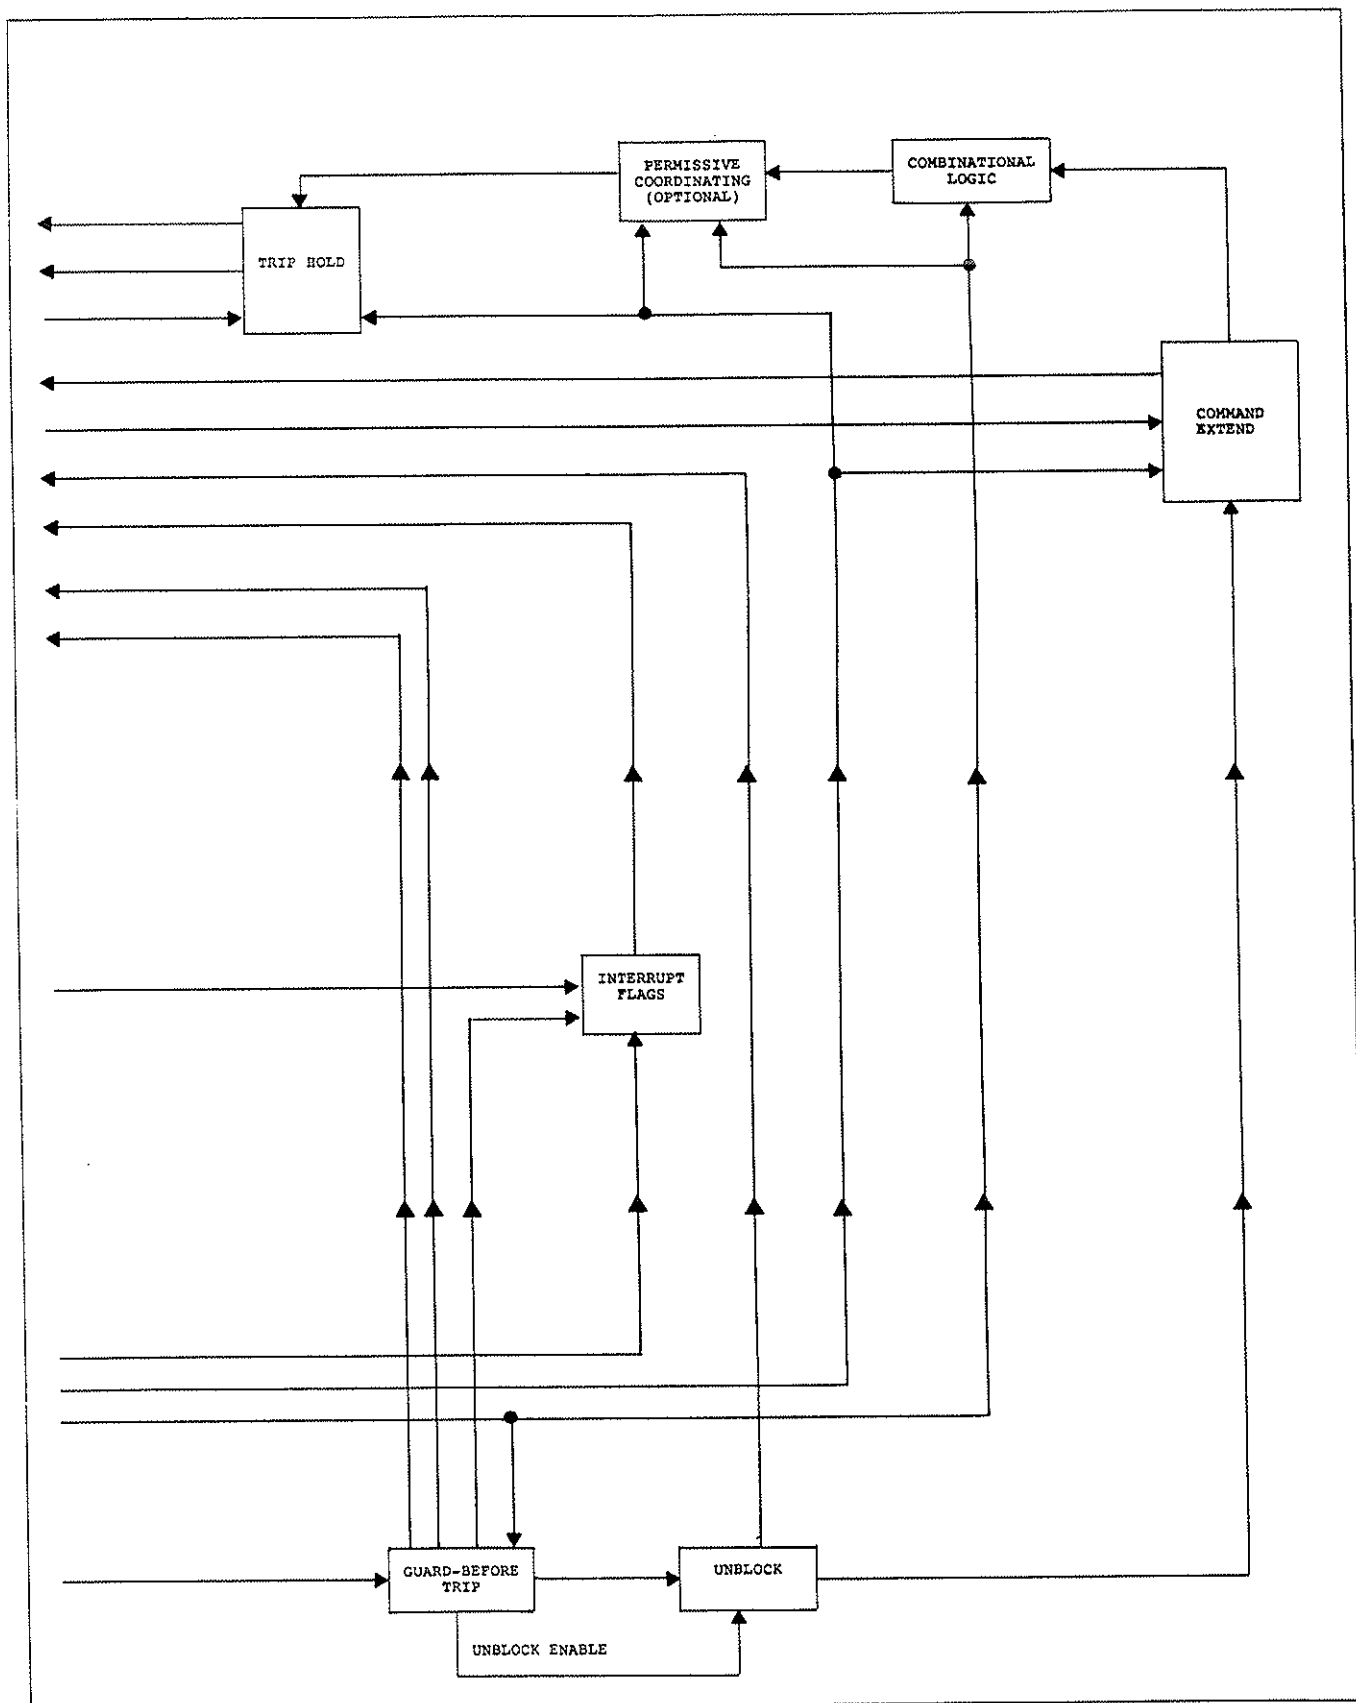 PERMISSIVE
COORDINATING
(OPTIONAL)
COMBINATIONAL
LOGIC
TRIP HOLD
COMMAND
EXTEND
INTERRUPT
FLAGS
GUARD-BEFORE
TRIP
UNBLOCK
UNBLOCK ENABLE